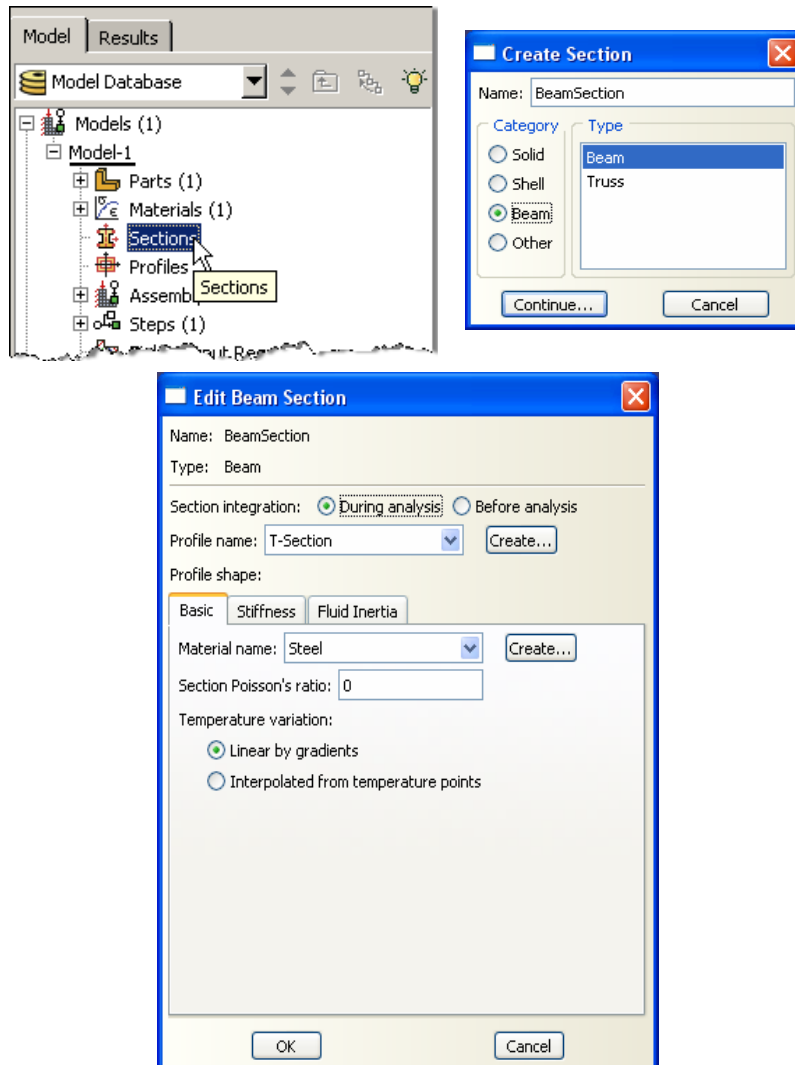 Model Results
Model Database
Models (1)
Model-1
Parts (1)
Materials (1)
Sections
Profiles
Sections
Assemb
Steps (1)
Create Section
Name: BeamSection
Category Type
Solid Beam
Shell Truss
Beam
Other
Continue... Cancel
Edit Beam Section
Name: BeamSection
Type: Beam
Section integration: During analysis Before analysis
Profile name: T-Section Create...
Profile shape:
Basic Stiffness Fluid Inertia
Material name: Steel Create...
Section Poisson's ratio: 0
Temperature variation:
Linear by gradients
Interpolated from temperature points
OK Cancel